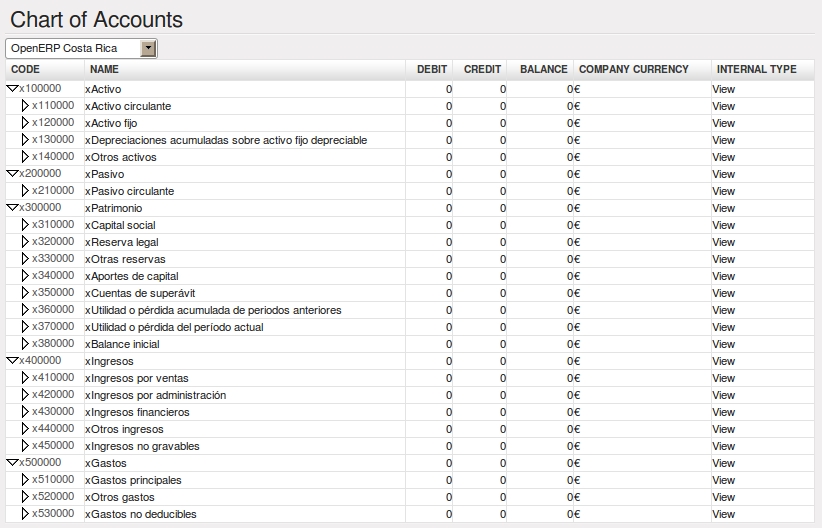 Chart of Accounts
OpenERP Costa Rica
CODE NAME DEBIT CREDIT BALANCE COMPANY CURRENCY INTERNAL TYPE
x100000 xActivo 0 0 0 € View
x110000 xActivo circulante 0 0 0 € View
x120000 xActivo fijo 0 0 0 € View
x130000 xDepreciaciones acumuladas sobre activo fijo depreciable 0 0 0 € View
x140000 xOtros activos 0 0 0 € View
x200000 xPasivo 0 0 0 € View
x210000 xPasivo circulante 0 0 0 € View
x300000 xPatrimonio 0 0 0 € View
x310000 xCapital social 0 0 0 € View
x320000 xReserva legal 0 0 0 € View
x330000 xOtras reservas 0 0 0 € View
x340000 xAportes de capital 0 0 0 € View
x350000 xCuentas de superávit 0 0 0 € View
x360000 xUtilidad o pérdida acumulada de periodos anteriores 0 0 0 € View
x370000 xUtilidad o pérdida del período actual 0 0 0 € View
x380000 xBalance inicial 0 0 0 € View
x400000 xIngresos 0 0 0 € View
x410000 xIngresos por ventas 0 0 0 € View
x420000 xIngresos por administración 0 0 0 € View
x430000 xIngresos financieros 0 0 0 € View
x440000 xOtros ingresos 0 0 0 € View
x450000 xIngresos no gravables 0 0 0 € View
x500000 xGastos 0 0 0 € View
x510000 xGastos principales 0 0 0 € View
x520000 xOtros gastos 0 0 0 € View
x530000 xGastos no deducibles 0 0 0 € View